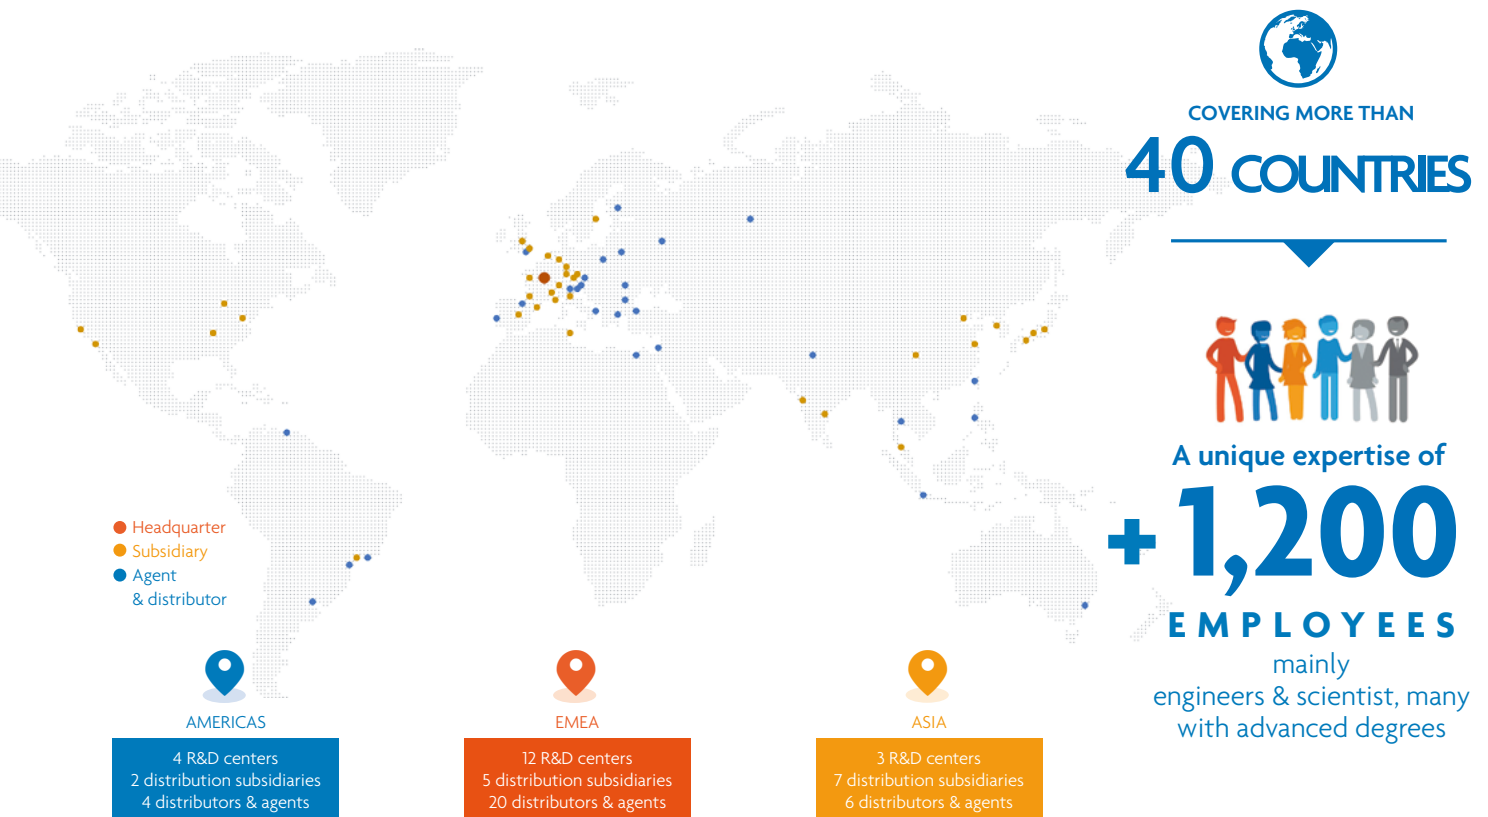 COVERING MORE THAN
40 COUNTRIES
A unique expertise of
+1,200
EMPLOYEES
mainly
engineers & scientist, many
with advanced degrees
Headquarter
Subsidiary
Agent
& distributor
AMERICAS
4 R&D centers
2 distribution subsidiaries
4 distributors & agents
EMEA
12 R&D centers
5 distribution subsidiaries
20 distributors & agents
ASIA
3 R&D centers
7 distribution subsidiaries
6 distributors & agents